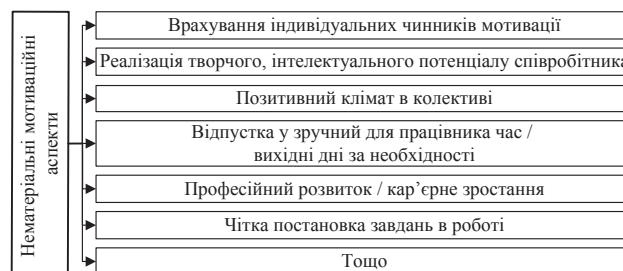 Нематеріальні мотиваційні
аспекти
Врахування індивідуальних чинників мотивації
Реалізація творчого, інтелектуального потенціалу співробітника
Позитивний клімат в колективі
Відпустка у зручний для працівника час /
вихідні дні за необхідності
Професійний розвиток / кар’єрне зростання
Чітка постановка завдань в роботі
Тощо